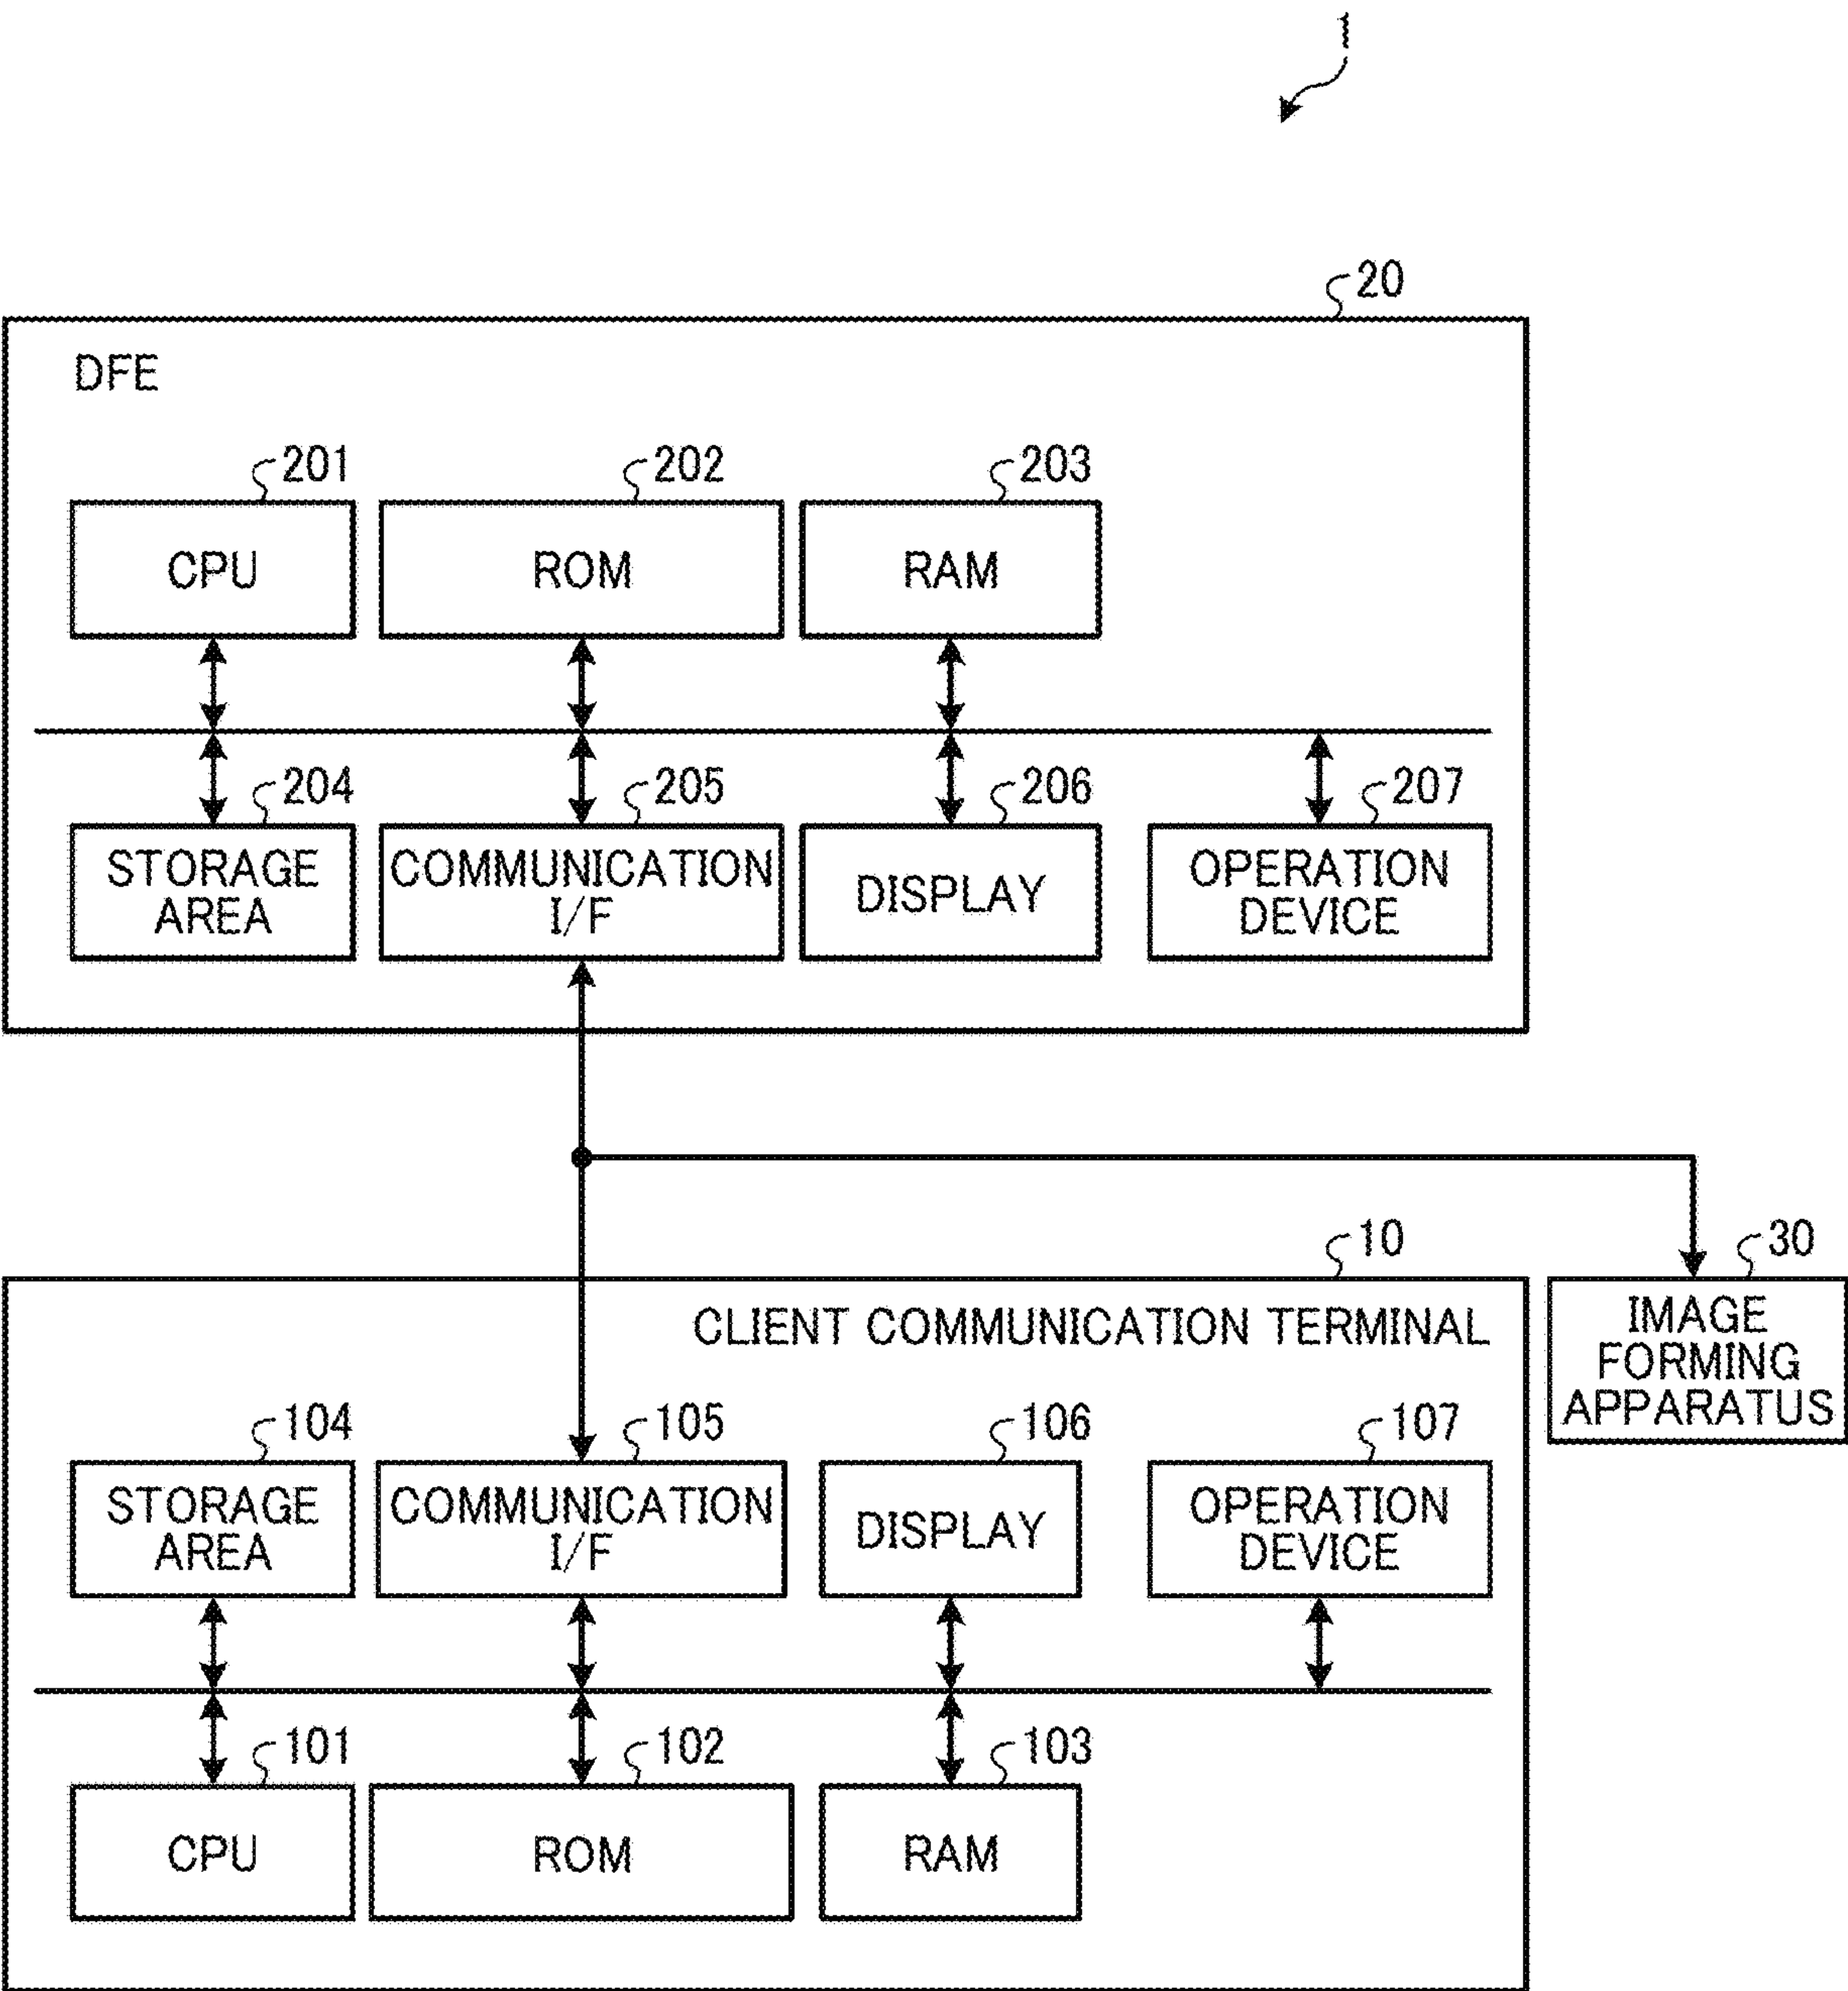 1
20
DFE
201
202
203
CPU
ROM
RAM
204
205
206
207
STORAGE
AREA
COMMUNICATION
I/F
DISPLAY
OPERATION
DEVICE
10
30
CLIENT COMMUNICATION TERMINAL
IMAGE
FORMING
APPARATUS
104
105
106
107
STORAGE
AREA
COMMUNICATION
I/F
DISPLAY
OPERATION
DEVICE
101
102
103
CPU
ROM
RAM